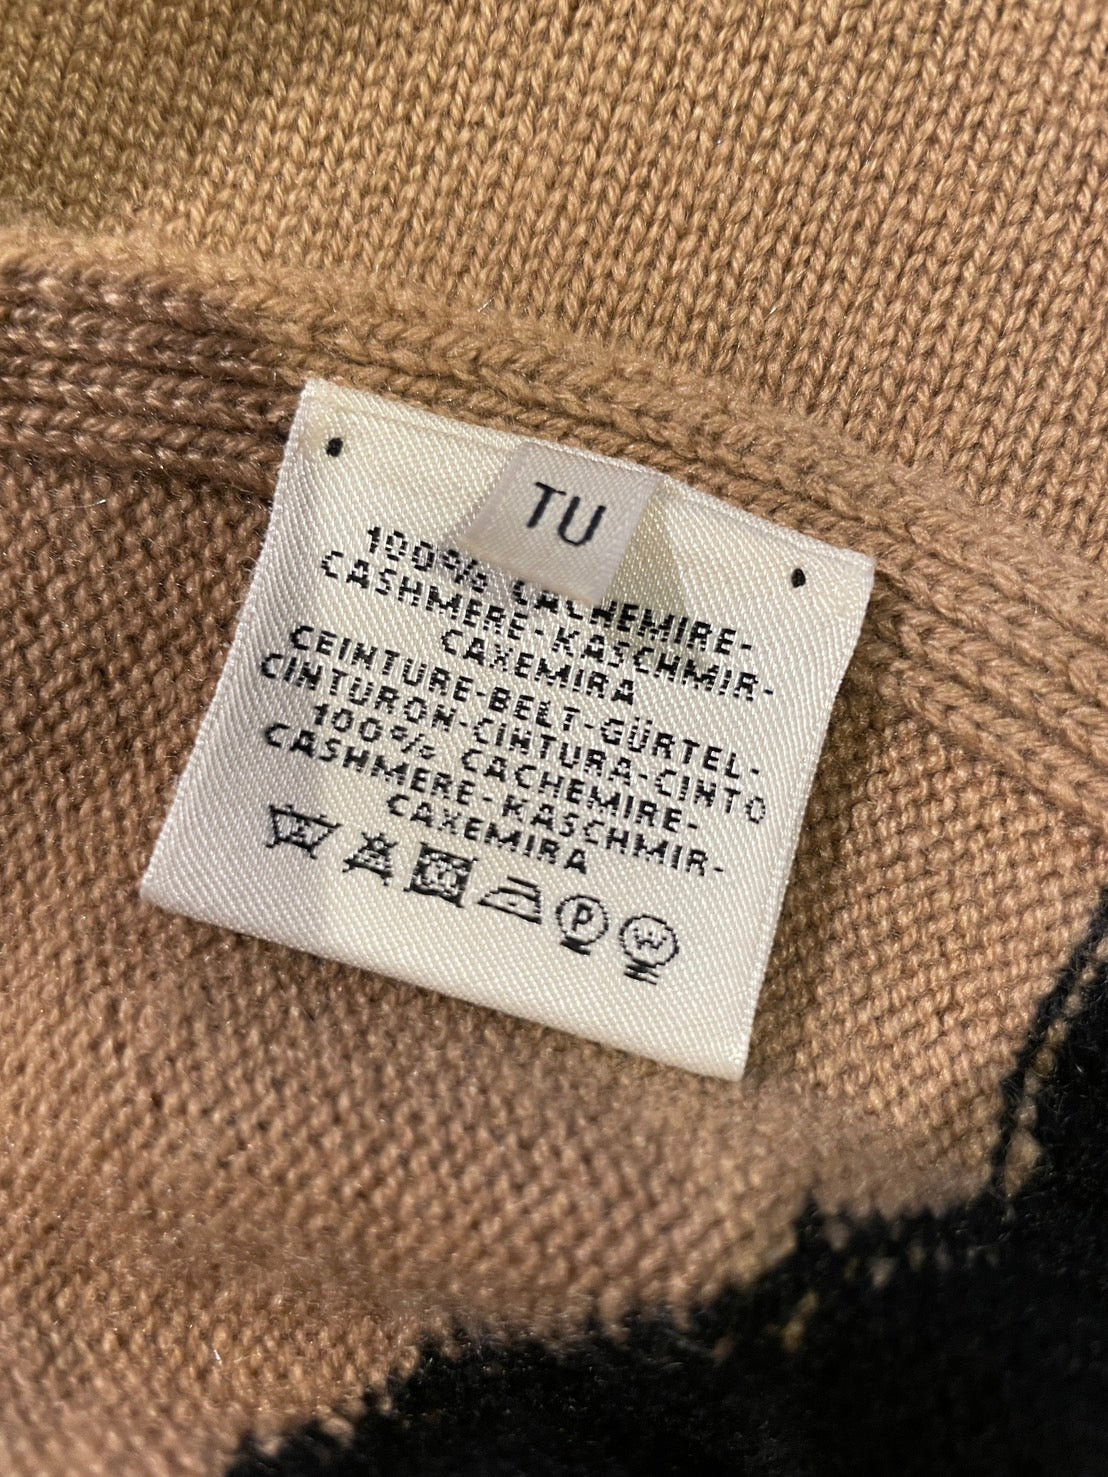 TU
100% CACHEMIRE-
CASHMERE-KASCHMIR-
CAXEMIRA
CEINTURE-BELT-GÜRTEL-
CINTURON-CINTURA-CINTO
100% CACHEMIRE-
CASHMERE-KASCHMIR-
CAXEMIRA
P W